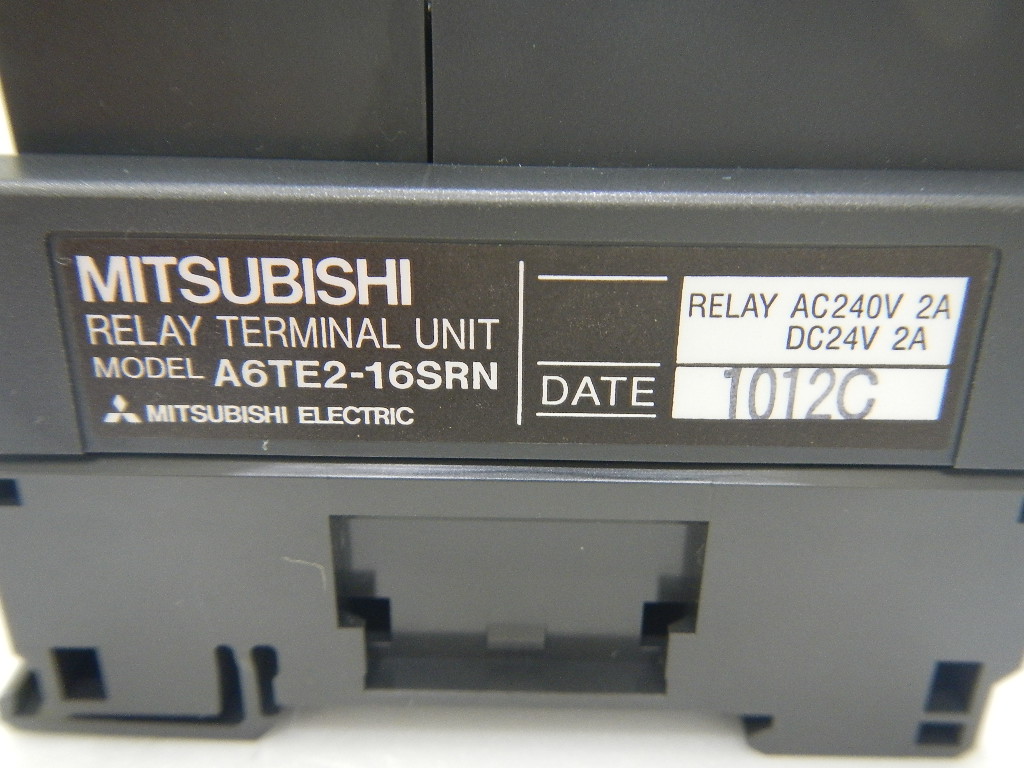 MITSUBISHI
RELAY TERMINAL UNIT
MODEL A6TE2-16SRN
MITSUBISHI ELECTRIC
RELAY AC240V 2A
DC24V 2A
DATE 1012C